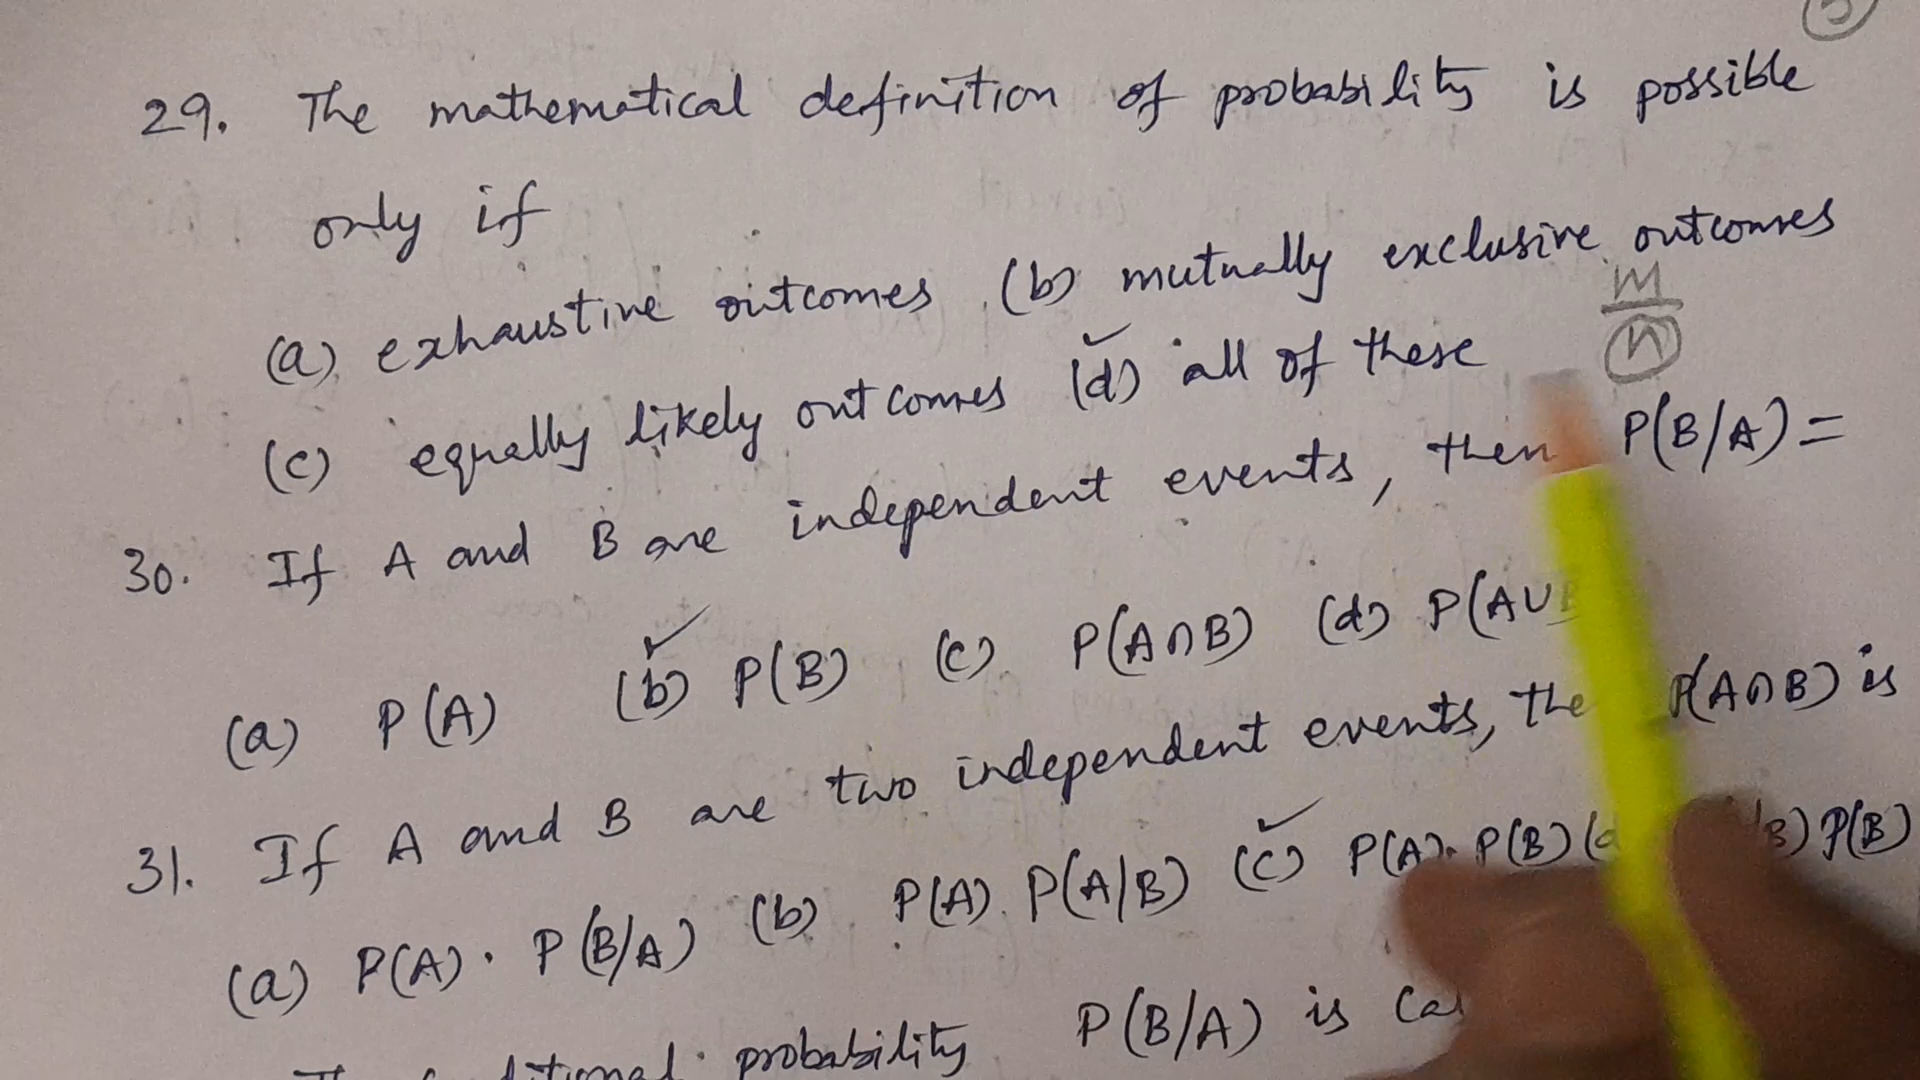 5
29. The mathematical definition of probability is possible
only if
(a) exhaustive outcomes (b) mutually exclusive outcomes
m
n
(c) equally likely outcomes (d) all of these
30. If A and B are independent events, then P(B/A) =
(a) P(A) (b) P(B) (c) P(A∩B) (d) P(A∪B
31. If A and B are two independent events, the P(A∩B) is
(a) P(A). P(B/A) (b) P(A). P(A/B) (c) P(A). P(B) (d /B) P(B)
probability P(B/A) is Cal